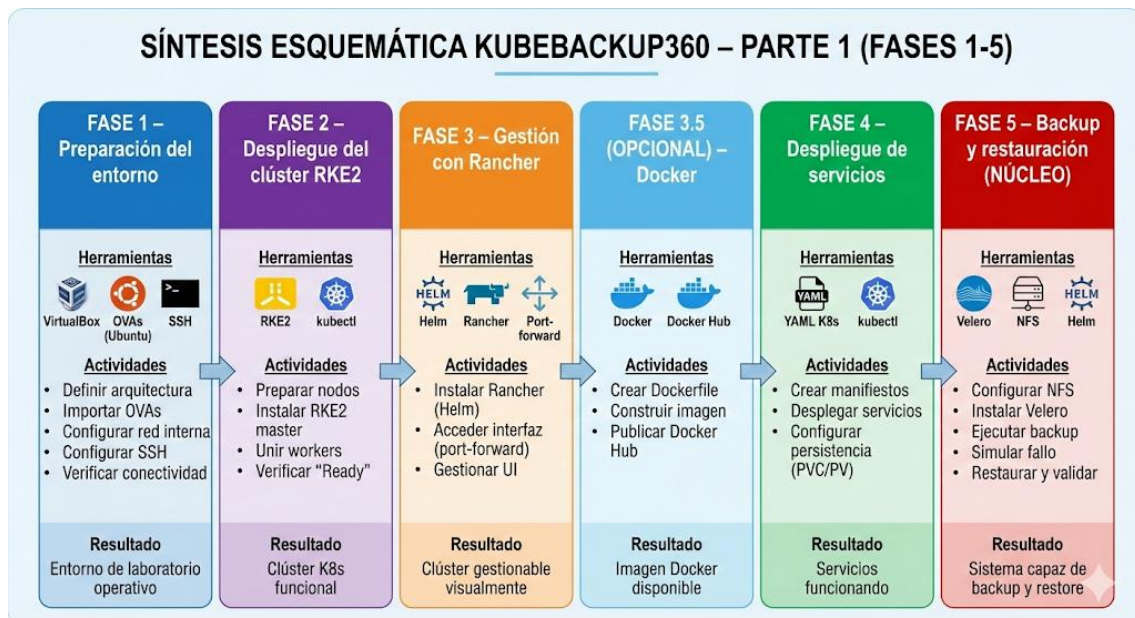 SÍNTESIS ESQUEMÁTICA KUBEBACKUP360 – PARTE 1 (FASES 1-5)
FASE 1 –
Preparación del
entorno
Herramientas
VirtualBox
OVAs
(Ubuntu)
>_
SSH
Actividades
• Definir arquitectura
• Importar OVAs
• Configurar red interna
• Configurar SSH
• Verificar conectividad
Resultado
Entorno de laboratorio
operativo
FASE 2 –
Despliegue del
clúster RKE2
Herramientas
RKE2
kubectl
Actividades
• Preparar nodos
• Instalar RKE2
master
• Unir workers
• Verificar “Ready”
Resultado
Clúster K8s
funcional
FASE 3 – Gestión
con Rancher
Herramientas
HELM
Helm
Rancher
Port-
forward
Actividades
• Instalar Rancher
(Helm)
• Acceder interfaz
(port-forward)
• Gestionar UI
Resultado
Clúster gestionable
visualmente
FASE 3.5
(OPCIONAL) –
Docker
Herramientas
Docker
Docker Hub
Actividades
• Crear Dockerfile
• Construir imagen
• Publicar Docker
Hub
Resultado
Imagen Docker
disponible
FASE 4 –
Despliegue de
servicios
Herramientas
YAML
YAML K8s
kubectl
Actividades
• Crear manifiestos
• Desplegar servicios
• Configurar
persistencia
(PVC/PV)
Resultado
Servicios
funcionando
FASE 5 – Backup
y restauración
(NÚCLEO)
Herramientas
Velero
NFS
HELM
Helm
Actividades
• Configurar NFS
• Instalar Velero
• Ejecutar backup
• Simular fallo
• Restaurar y validar
Resultado
Sistema capaz de
backup y restore